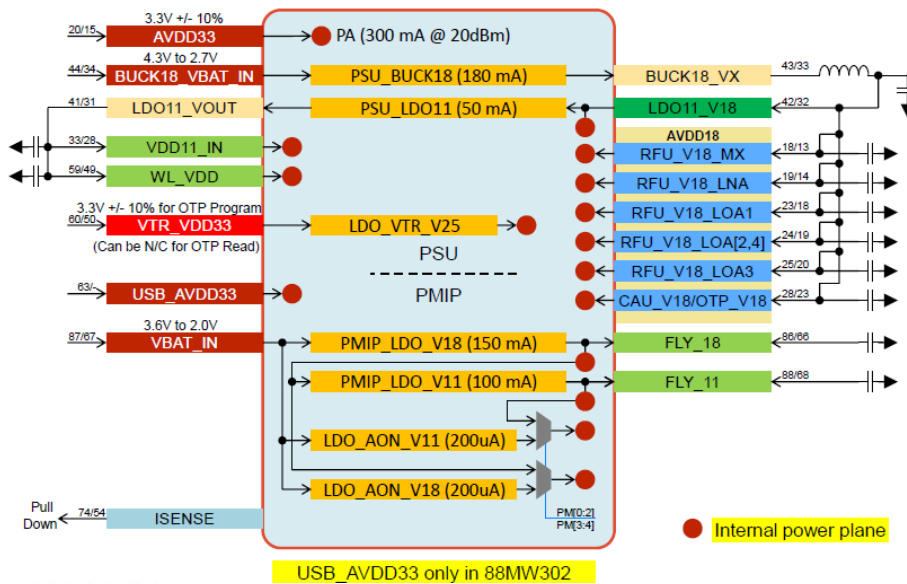 3.3V +/- 10%
20/15
AVDD33
PA (300 mA @ 20dBm)
4.3V to 2.7V
44/34
BUCK18_VBAT_IN
PSU_BUCK18 (180 mA)
BUCK18_VX
43/33
41/31
LDO11_VOUT
PSU_LDO11 (50 mA)
LDO11_V18
42/32
AVDD18
33/28
VDD11_IN
RFU_V18_MX
18/13
59/49
WL_VDD
RFU_V18_LNA
19/14
3.3V +/- 10% for OTP Program
60/50
VTR_VDD33
(Can be N/C for OTP Read)
LDO_VTR_V25
RFU_V18_LOA1
23/18
PSU
RFU_V18_LOA[2,4]
24/19
PMIP
RFU_V18_LOA3
25/20
63/-
USB_AVDD33
CAU_V18/OTP_V18
28/23
3.6V to 2.0V
87/67
VBAT_IN
PMIP_LDO_V18 (150 mA)
FLY_18
86/66
PMIP_LDO_V11 (100 mA)
FLY_11
88/68
LDO_AON_V11 (200uA)
LDO_AON_V18 (200uA)
Pull
Down
74/54
ISENSE
PM[0:2]
PM[3:4]
Internal power plane
USB_AVDD33 only in 88MW302